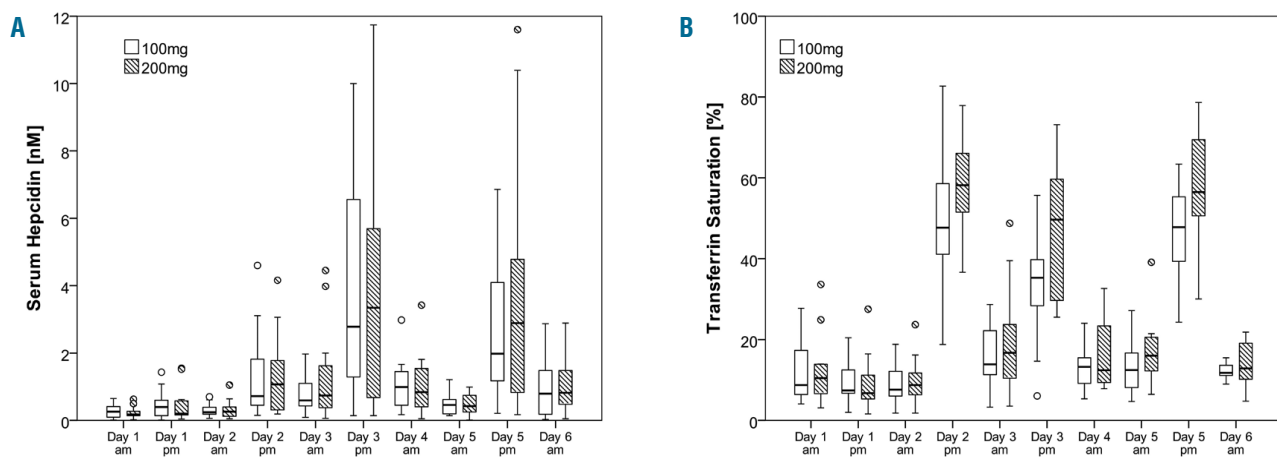 A
Serum Hepcidin [nM]
12
10
8
6
4
2
0
100mg
200mg
Day 1 Day 1 Day 2 Day 2 Day 3 Day 3 Day 4 Day 5 Day 5 Day 6
am pm am pm am pm am am pm am
B
Transferrin Saturation [%]
100
80
60
40
20
0
100mg
200mg
Day 1 Day 1 Day 2 Day 2 Day 3 Day 3 Day 4 Day 5 Day 5 Day 6
am pm am pm am pm am am pm am